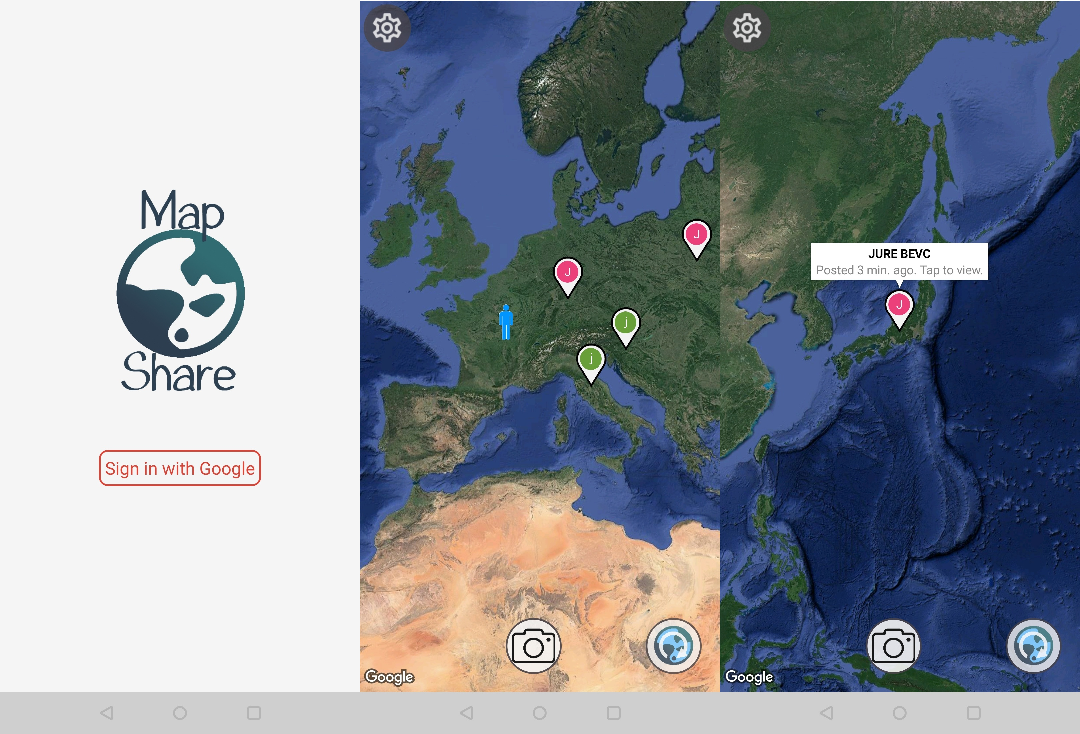 Map
Share
Sign in with Google
J
J
j
j
Google
JURE BEVC
Posted 3 min. ago. Tap to view.
J
Google